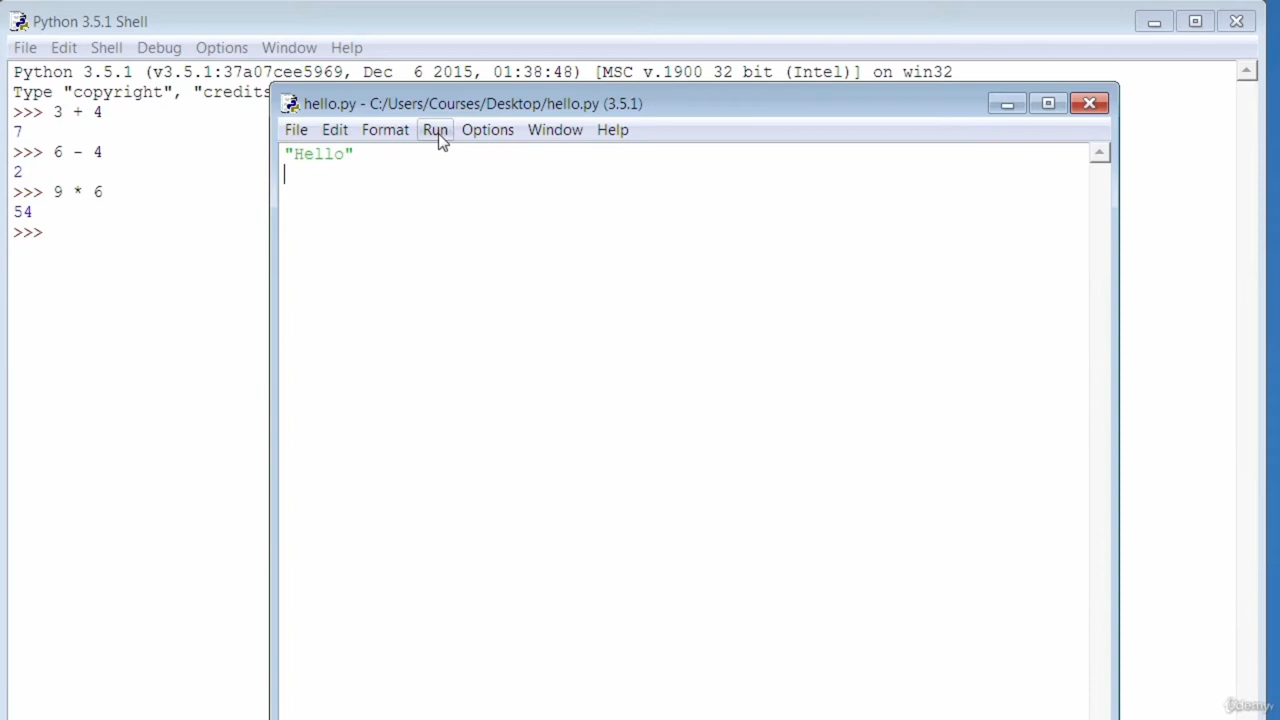 Python 3.5.1 Shell
File Edit Shell Debug Options Window Help
Python 3.5.1 (v3.5.1:37a07cee5969, Dec  6 2015, 01:38:48) [MSC v.1900 32 bit (Intel)] on win32
Type "copyright", "credits
>>> 3 + 4
7
>>> 6 - 4
2
>>> 9 * 6
54
>>>
hello.py - C:/Users/Courses/Desktop/hello.py (3.5.1)
File Edit Format Run Options Window Help
"Hello"
Udemy